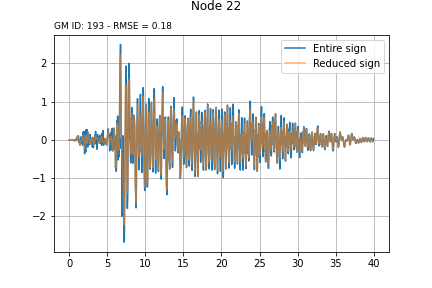 Node 22
GM ID: 193 - RMSE = 0.18
Entire sign
Reduced sign
2
1
0
−1
−2
0 5 10 15 20 25 30 35 40